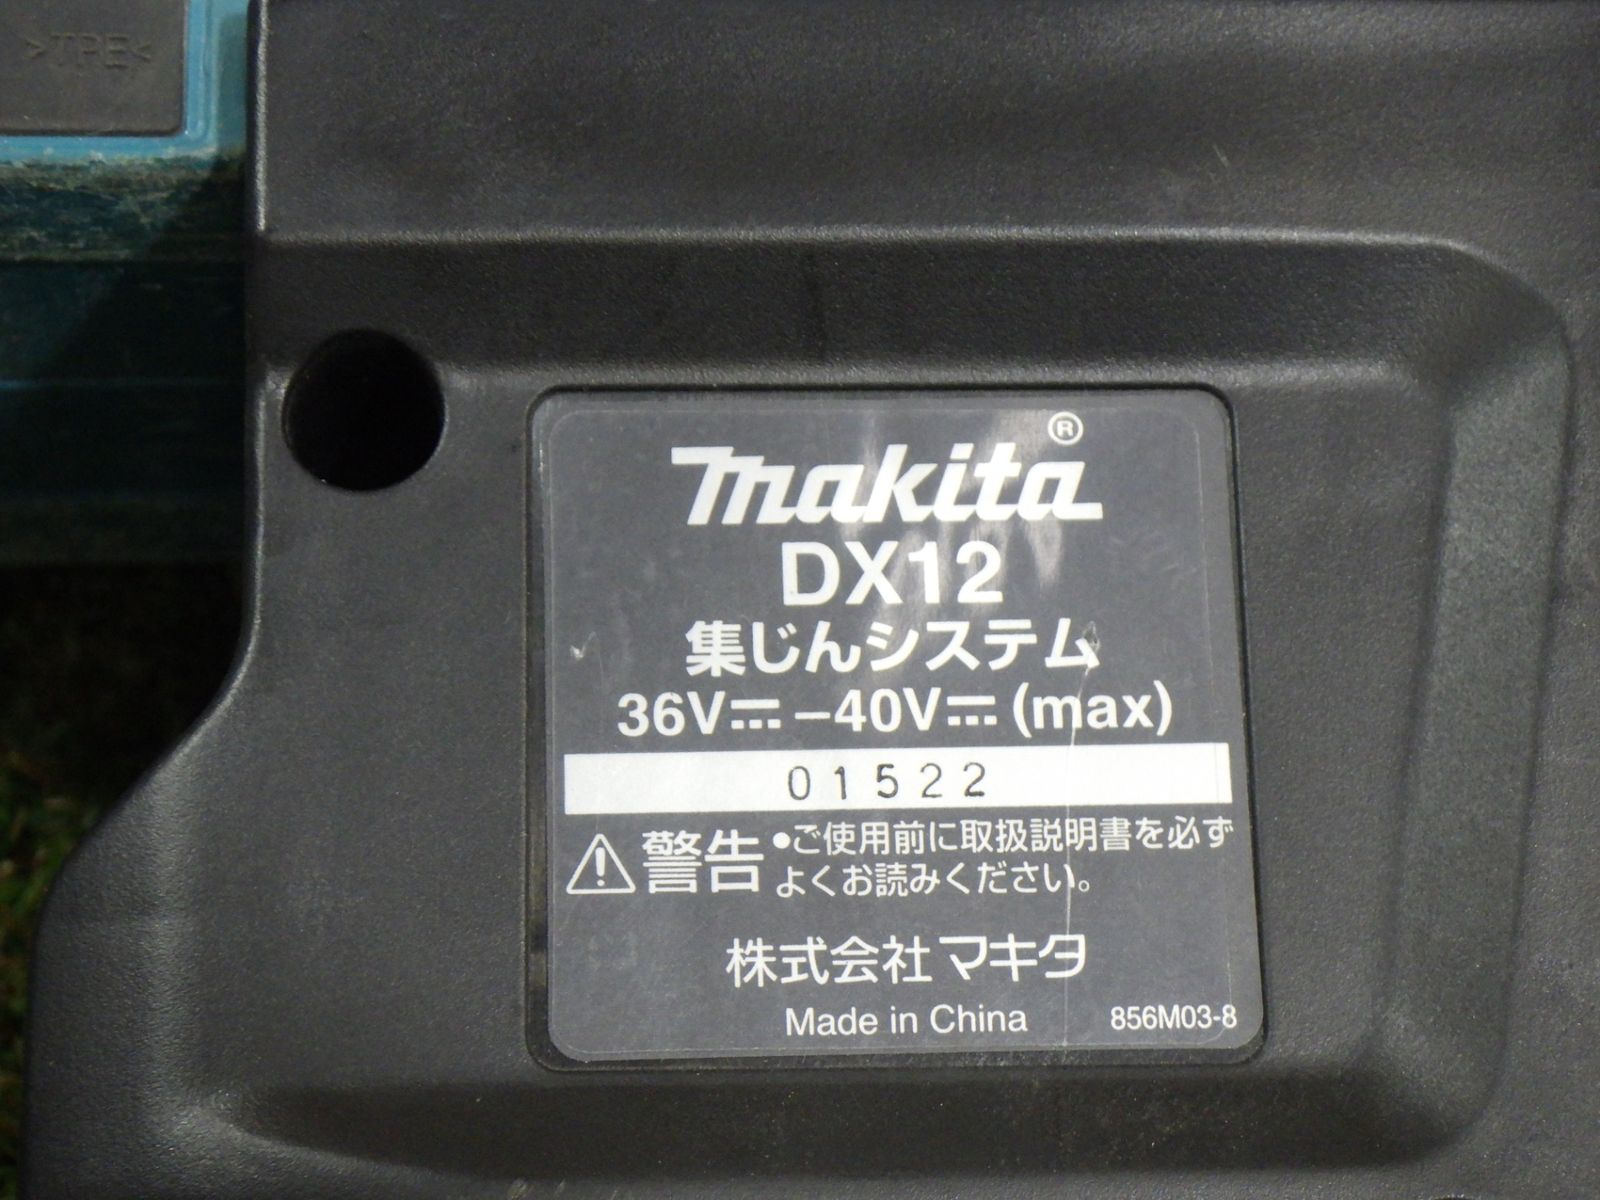 >TPE<
makita®
DX12
集じんシステム
36V⎓ –40V⎓ (max)
01522
⚠警告 •ご使用前に取扱説明書を必ず
よくお読みください。
株式会社マキタ
Made in China 856M03-8